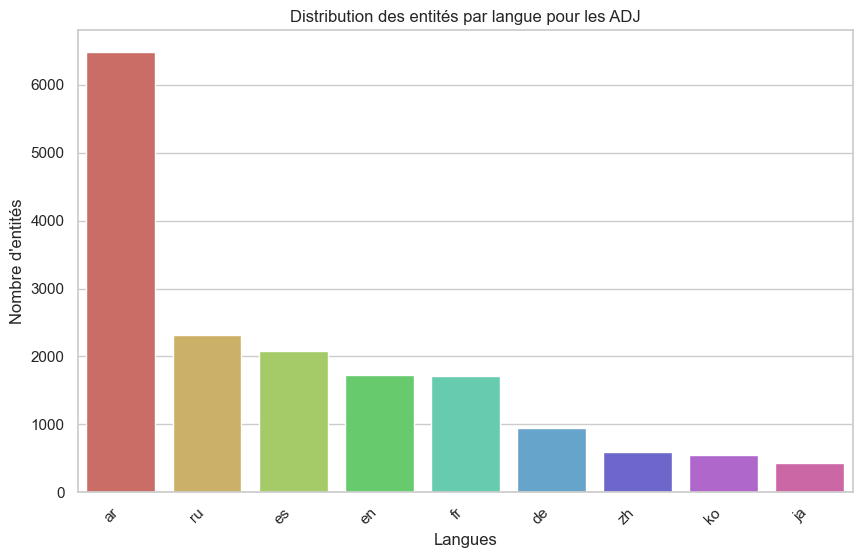 Distribution des entités par langue pour les ADJ
Nombre d'entités
6000
5000
4000
3000
2000
1000
0
ar
ru
es
en
fr
de
zh
ko
ja
Langues